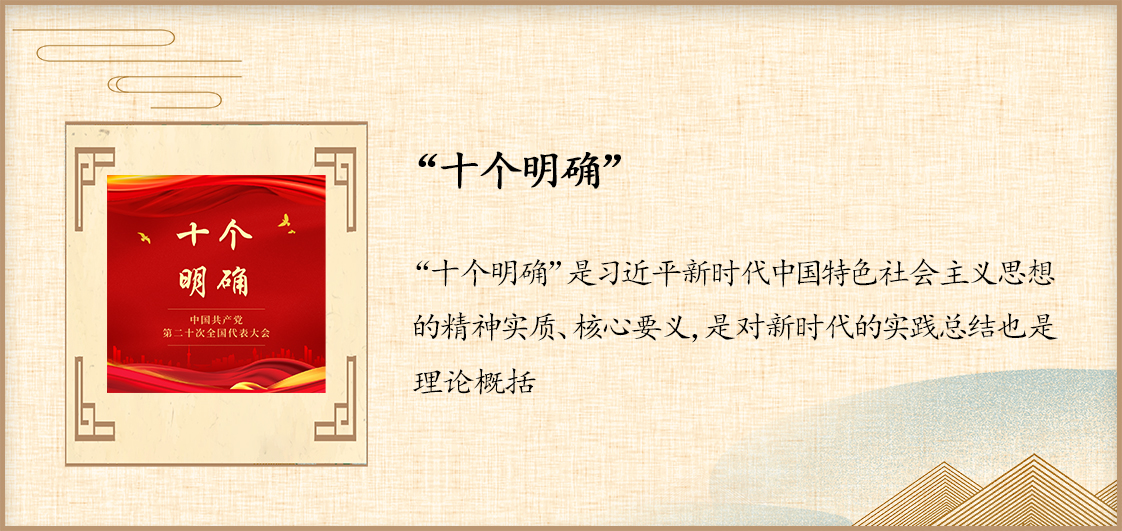 十个
明确
中国共产党
第二十次全国代表大会
“十个明确”
“十个明确”是习近平新时代中国特色社会主义思想
的精神实质、核心要义，是对新时代的实践总结也是
理论概括